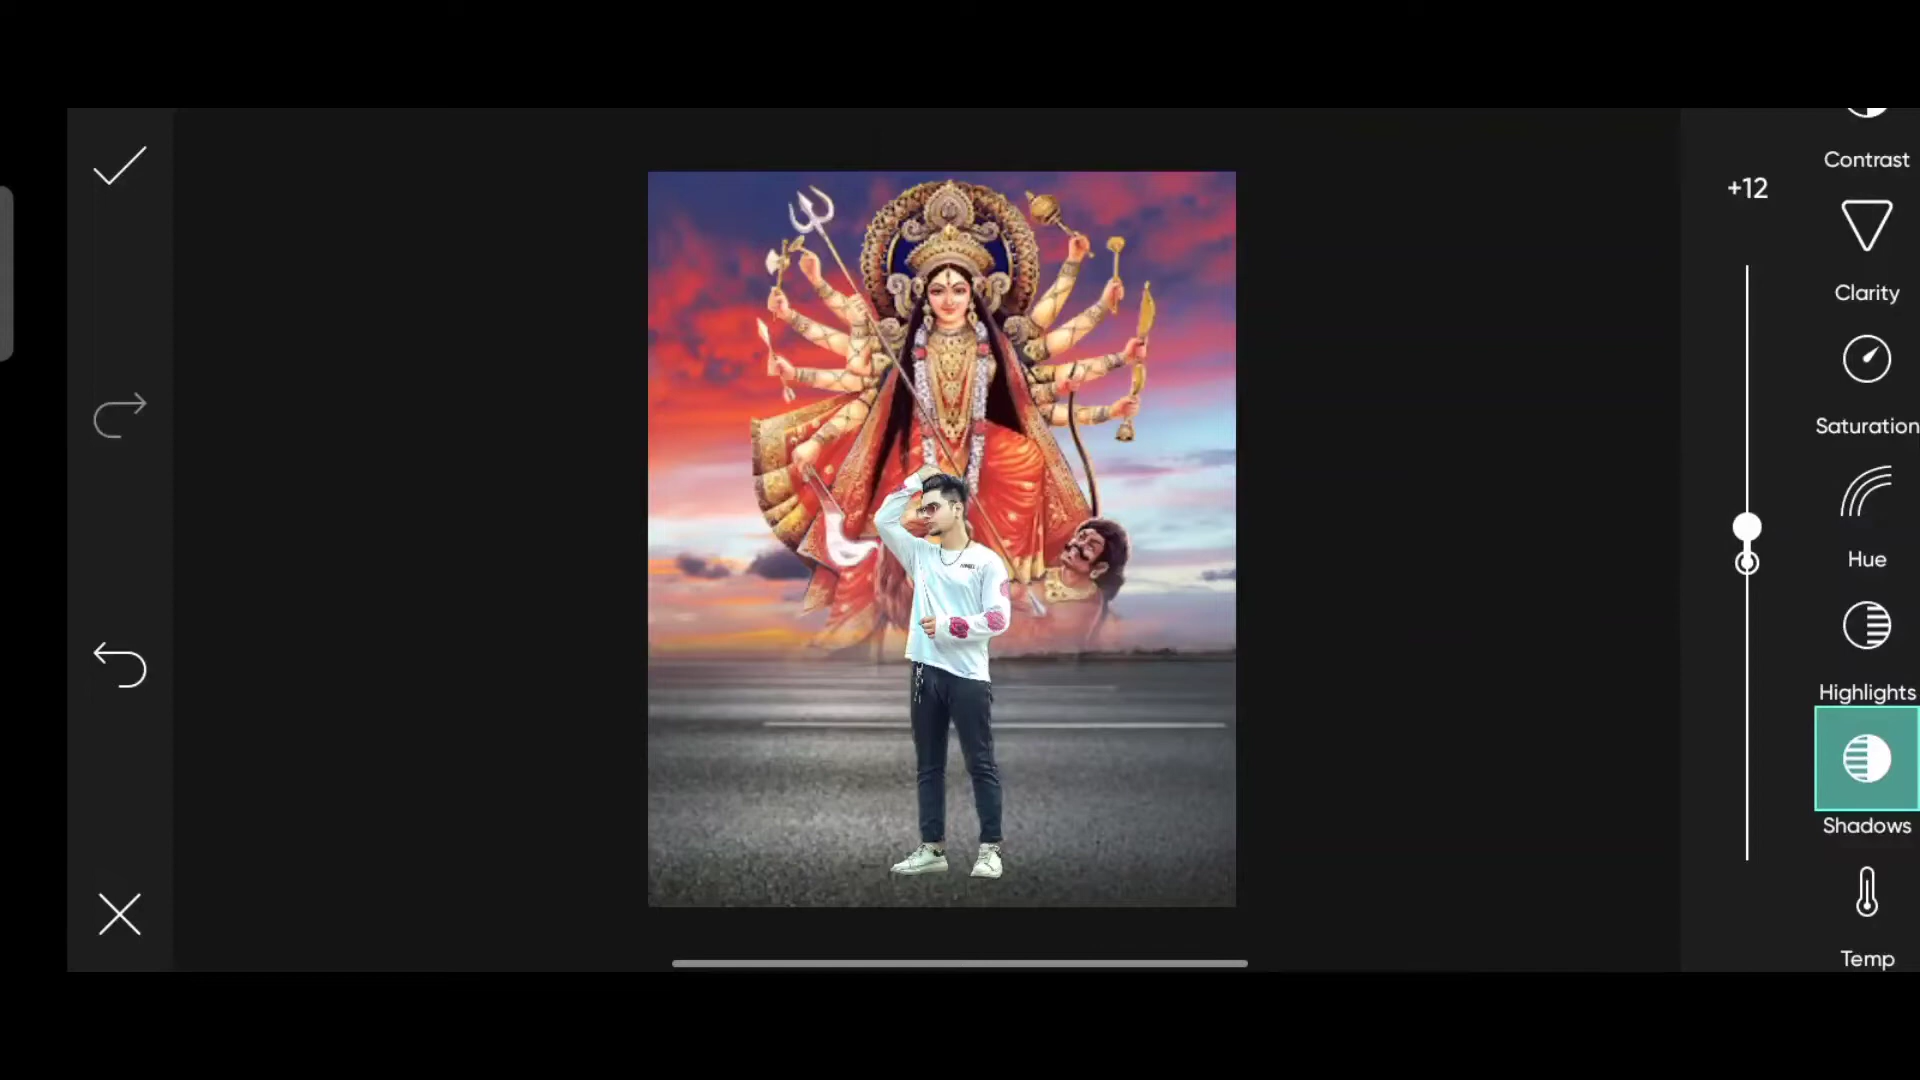 +12
Contrast
Clarity
Saturation
Hue
Highlights
Shadows
Temp